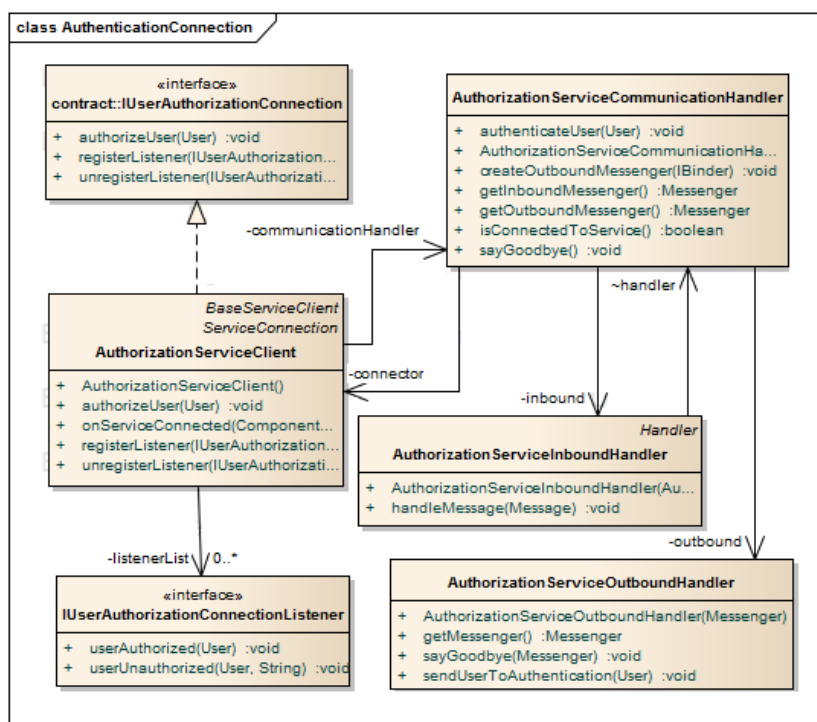 class AuthenticationConnection
«interface»
contract::IUserAuthorizationConnection
+ authorizeUser(User) :void
+ registerListener(IUserAuthorization...
+ unregisterListener(IUserAuthorizati...
AuthorizationServiceCommunicationHandler
+ authenticateUser(User) :void
+ AuthorizationServiceCommunicationHa...
+ createOutboundMessenger(IBinder) :void
+ getInboundMessenger() :Messenger
+ getOutboundMessenger() :Messenger
+ isConnectedToService() :boolean
+ sayGoodbye() :void
-communicationHandler
~handler
BaseServiceClient
ServiceConnection
AuthorizationServiceClient
+ AuthorizationServiceClient()
+ authorizeUser(User) :void
+ onServiceConnected(Component...
+ registerListener(IUserAuthorization...
+ unregisterListener(IUserAuthorizati...
-connector
-inbound
Handler
AuthorizationServiceInboundHandler
+ AuthorizationServiceInboundHandler(Au...
+ handleMessage(Message) :void
-outbound
-listenerList 0..*
«interface»
IUserAuthorizationConnectionListener
+ userAuthorized(User) :void
+ userUnauthorized(User, String) :void
AuthorizationServiceOutboundHandler
+ AuthorizationServiceOutboundHandler(Messenger)
+ getMessenger() :Messenger
+ sayGoodbye(Messenger) :void
+ sendUserToAuthentication(User) :void